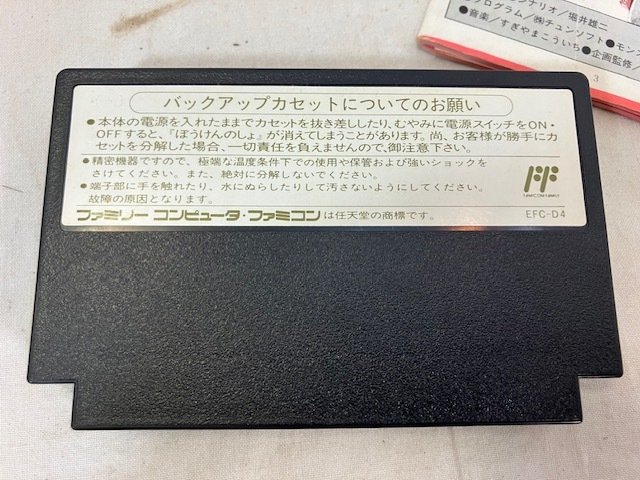 シナリオ／堀井雄二
●プログラム／㈱チュンソフト●モンス
●音楽／すぎやまこういち●企画監修／
3
バックアップカセットについてのお願い
●本体の電源を入れたままでカセットを抜き差ししたり、むやみに電源スイッチをON・
OFFすると、「ぼうけんのしょ」が消えてしまうことがあります。尚、お客様が勝手にカ
セットを分解した場合、一切責任を負えませんので、御注意下さい。
●精密機器ですので、極端な温度条件下での使用や保管および強いショックを
さけてください。また、絶対に分解しないでください。
●端子部に手を触れたり、水にぬらしたりして汚さないようにしてください。
故障の原因となります。
ファミリー コンピュータ・ファミコンは任天堂の商標です。
EFC-D4